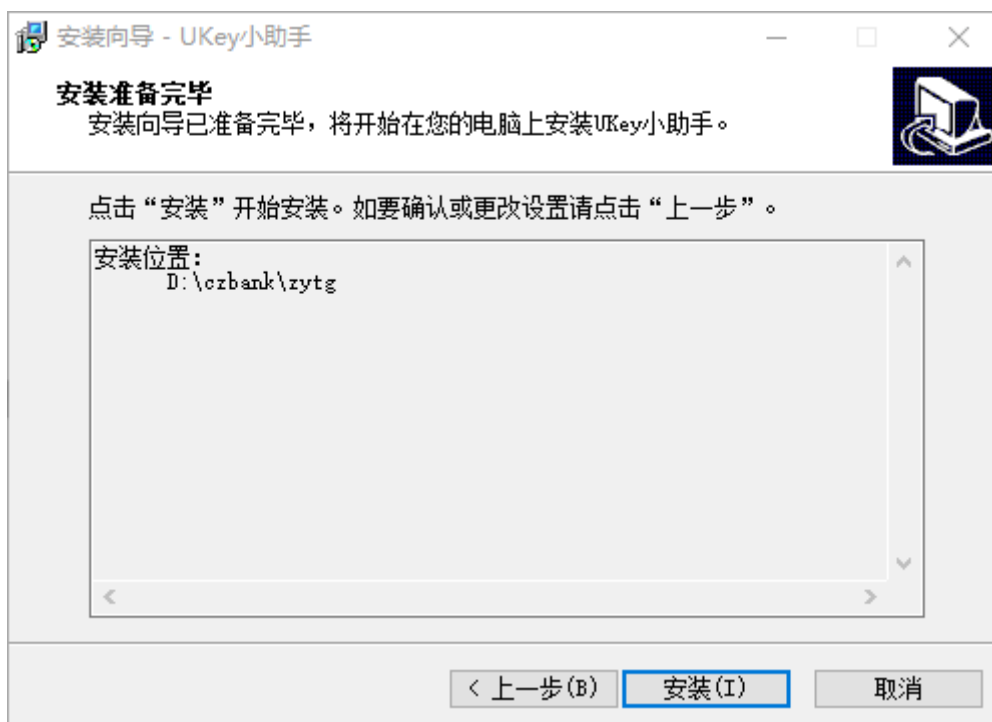 安装向导 - UKey小助手
安装准备完毕
安装向导已准备完毕，将开始在您的电脑上安装UKey小助手。
点击“安装”开始安装。如要确认或更改设置请点击“上一步”。
安装位置:
D:\czbank\zytg
< 上一步(B)
安装(I)
取消